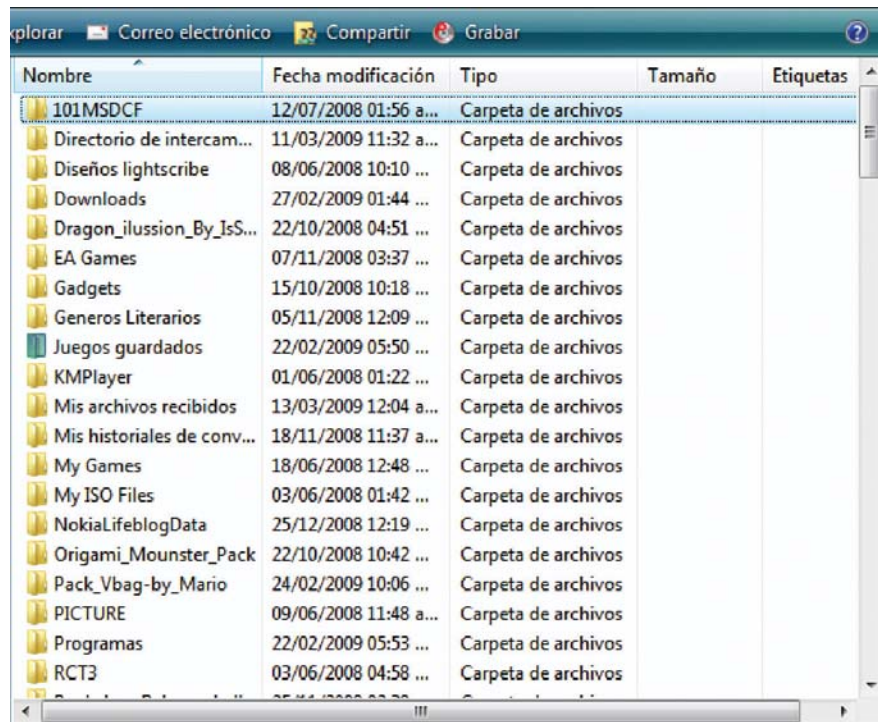 xplorar Correo electrónico Compartir Grabar
Nombre Fecha modificación Tipo Tamaño Etiquetas
101MSDCF 12/07/2008 01:56 a... Carpeta de archivos
Directorio de intercam... 11/03/2009 11:32 a... Carpeta de archivos
Diseños lightscribe 08/06/2008 10:10 ... Carpeta de archivos
Downloads 27/02/2009 01:44 ... Carpeta de archivos
Dragon_ilussion_By_IsS... 22/10/2008 04:51 ... Carpeta de archivos
EA Games 07/11/2008 03:37 ... Carpeta de archivos
Gadgets 15/10/2008 10:18 ... Carpeta de archivos
Generos Literarios 05/11/2008 12:09 ... Carpeta de archivos
Juegos guardados 22/02/2009 05:50 ... Carpeta de archivos
KMPlayer 01/06/2008 01:22 ... Carpeta de archivos
Mis archivos recibidos 13/03/2009 12:04 a... Carpeta de archivos
Mis historiales de conv... 18/11/2008 11:37 a... Carpeta de archivos
My Games 18/06/2008 12:48 ... Carpeta de archivos
My ISO Files 03/06/2008 01:42 ... Carpeta de archivos
NokiaLifeblogData 25/12/2008 12:19 ... Carpeta de archivos
Origami_Mounster_Pack 22/10/2008 10:42 ... Carpeta de archivos
Pack_Vbag-by_Mario 24/02/2009 10:06 ... Carpeta de archivos
PICTURE 09/06/2008 11:48 a... Carpeta de archivos
Programas 22/02/2009 05:53 ... Carpeta de archivos
RCT3 03/06/2008 04:58 ... Carpeta de archivos